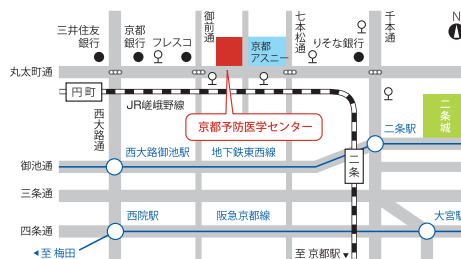 三井住友
銀行
京都
銀行
フレスコ
御前通
京都
アスニー
七本松通
りそな銀行
千本通
N
丸太町通
円町
JR嵯峨野線
西大路通
京都予防医学センター
二条駅
二条城
西大路御池駅
地下鉄東西線
御池通
二条
三条通
西院駅
阪急京都線
大宮駅
四条通
至 梅田
至 京都駅